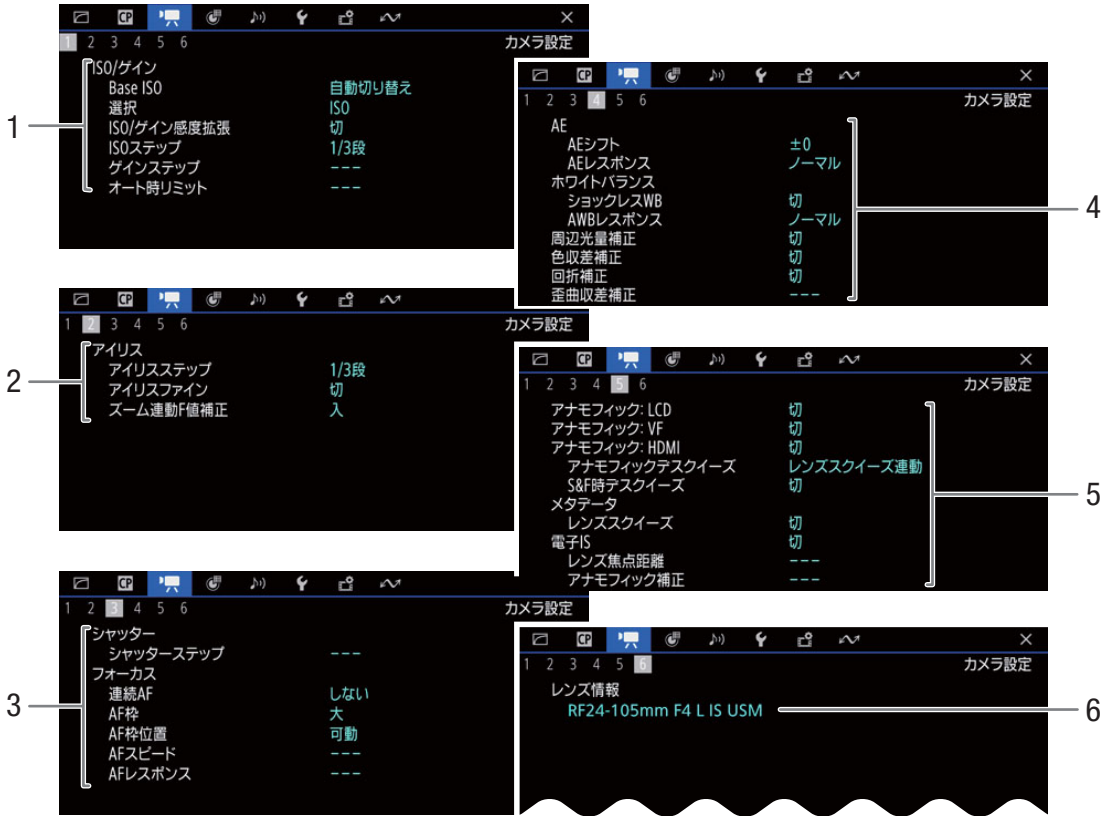 CP
1 2 3 4 5 6 カメラ設定
1
ISO/ゲイン
Base ISO 自動切り替え
選択 ISO
ISO/ゲイン感度拡張 切
ISOステップ 1/3段
ゲインステップ ---
オート時リミット ---
CP
1 2 3 4 5 6 カメラ設定
2
アイリス
アイリスステップ 1/3段
アイリスファイン 切
ズーム連動F値補正 入
CP
1 2 3 4 5 6 カメラ設定
3
シャッター
シャッターステップ ---
フォーカス
連続AF しない
AF枠 大
AF枠位置 可動
AFスピード ---
AFレスポンス ---
CP
1 2 3 4 5 6 カメラ設定
AE
AEシフト ±0
AEレスポンス ノーマル
ホワイトバランス
ショックレスWB 切
AWBレスポンス ノーマル
周辺光量補正 切
色収差補正 切
回折補正 切
歪曲収差補正 ---
4
CP
1 2 3 4 5 6 カメラ設定
アナモフィック: LCD 切
アナモフィック: VF 切
アナモフィック: HDMI 切
アナモフィックデスクイーズ レンズスクイーズ連動
S&F時デスクイーズ 切
メタデータ
レンズスクイーズ 切
電子IS 切
レンズ焦点距離 ---
アナモフィック補正 ---
5
CP
1 2 3 4 5 6 カメラ設定
レンズ情報
RF24-105mm F4 L IS USM
6